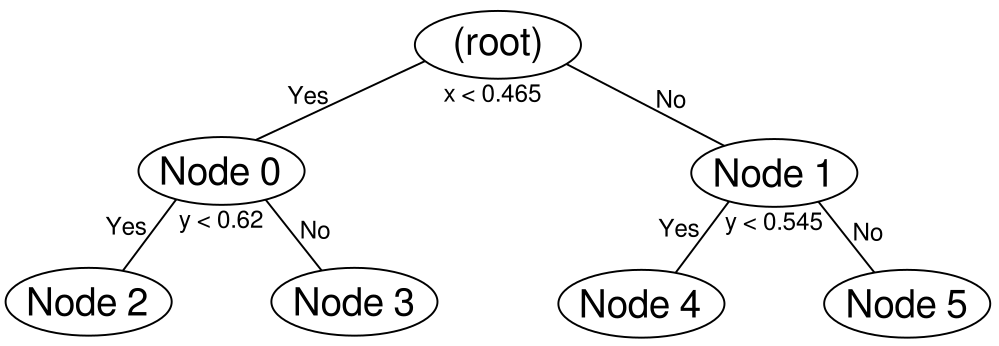 (root)
Yes
x < 0.465
No
Node 0
Node 1
Yes
y < 0.62
No
Yes
y < 0.545
No
Node 2
Node 3
Node 4
Node 5